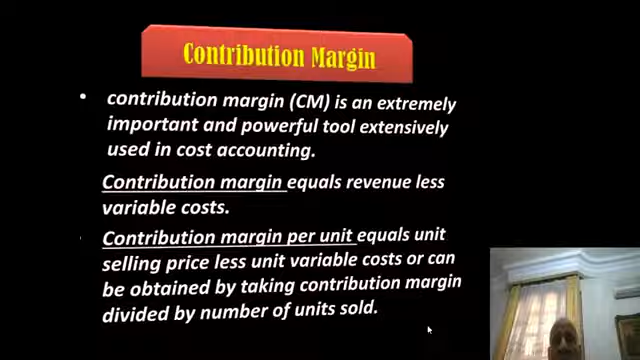 Contribution Margin
• contribution margin (CM) is an extremely
important and powerful tool extensively
used in cost accounting.
Contribution margin equals revenue less
variable costs.
Contribution margin per unit equals unit
selling price less unit variable costs or can
be obtained by taking contribution margin
divided by number of units sold.